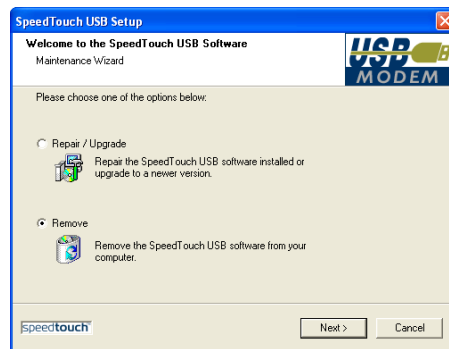 SpeedTouch USB Setup
Welcome to the SpeedTouch USB Software
Maintenance Wizard
USB
MODEM
Please choose one of the options below:
Repair / Upgrade
Repair the SpeedTouch USB software installed or
upgrade to a newer version.
Remove
Remove the SpeedTouch USB software from your
computer.
speedtouch™
Next >
Cancel